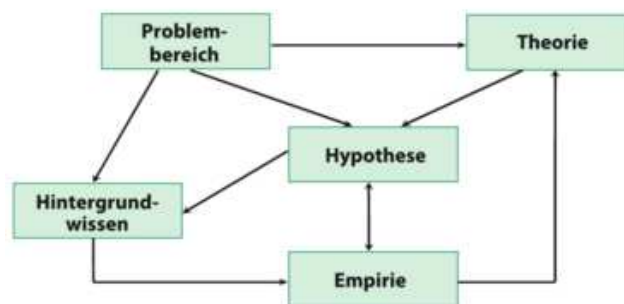 Problem-
bereich
Theorie
Hypothese
Hintergrund-
wissen
Empirie